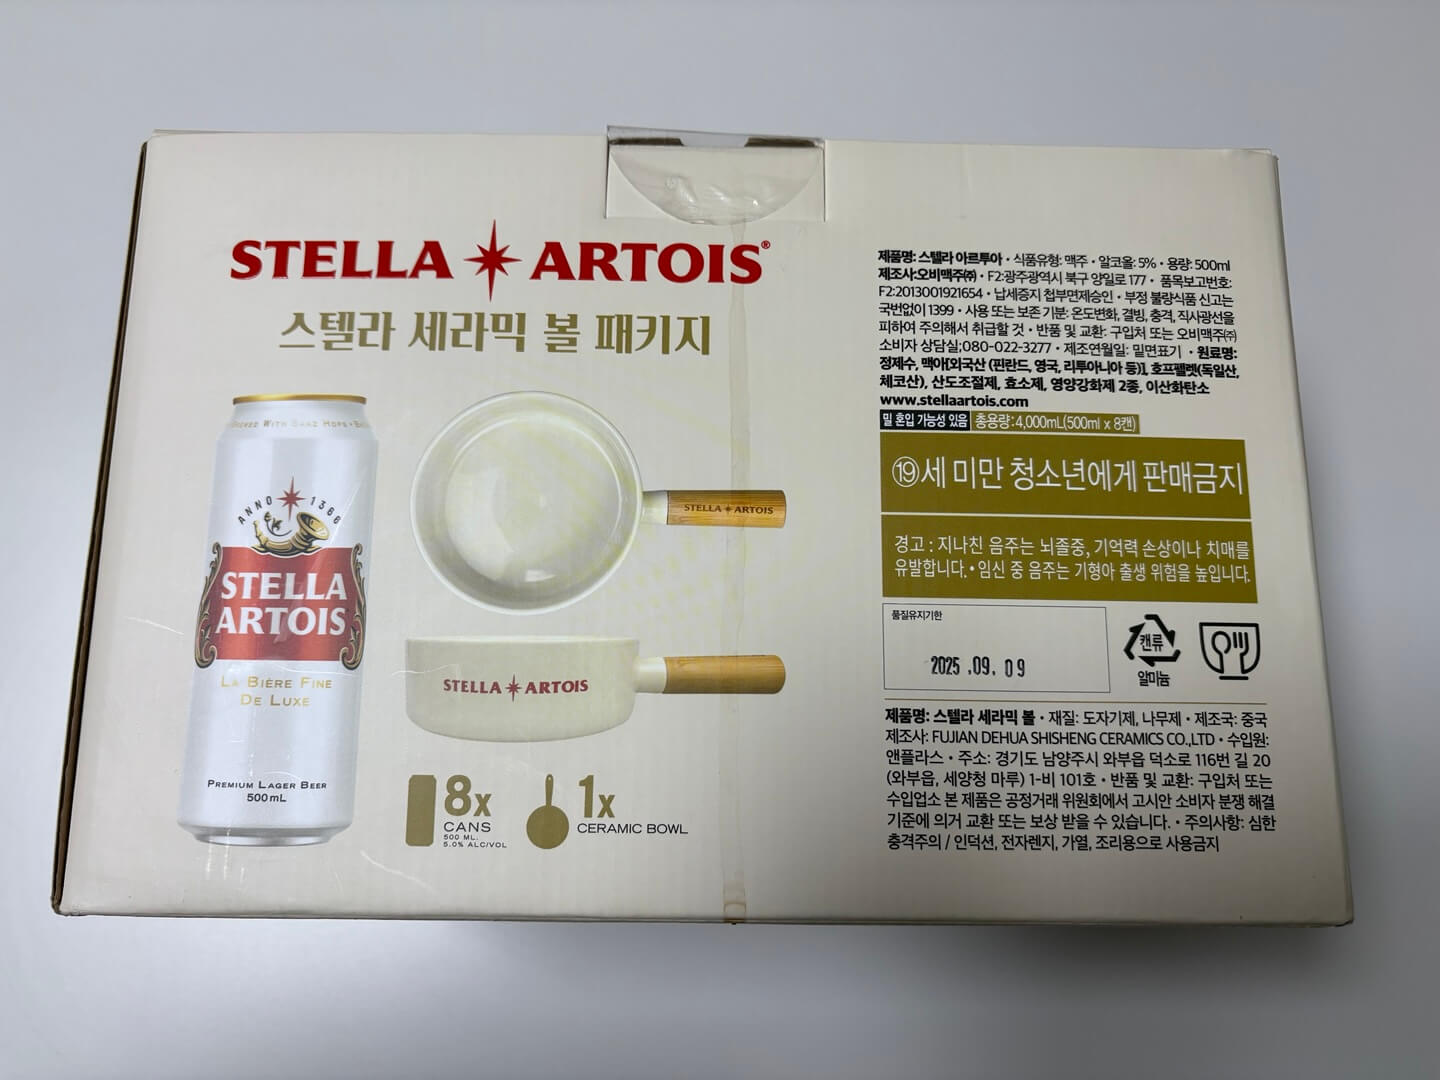 STELLA ARTOIS®
스텔라 세라믹 볼 패키지
ANNO 1366
STELLA
ARTOIS
LA BIÈRE FINE
DE LUXE
PREMIUM LAGER BEER
500 mL
STELLA ARTOIS
STELLA ARTOIS
8x
CANS
500 ML.
5.0% ALC/VOL
1x
CERAMIC BOWL
제품명: 스텔라 아르투아 • 식품유형: 맥주 • 알코올: 5% • 용량: 500ml
제조사:오비맥주㈜ • F2:광주광역시 북구 양일로 177 • 품목보고번호:
F2:2013001921654 • 납세증지 첩부면제승인 • 부정 불량식품 신고는
국번없이 1399 • 사용 또는 보존 기분: 온도변화, 결빙, 충격, 직사광선을
피하여 주의해서 취급할 것 • 반품 및 교환: 구입처 또는 오비맥주㈜
소비자 상담실;080-022-3277 • 제조연월일: 밑면표기 • 원료명:
정제수, 맥아[외국산 (핀란드, 영국, 리투아니아 등)], 호프펠렛(독일산,
체코산), 산도조절제, 효소제, 영양강화제 2종, 이산화탄소
www.stellaartois.com
밀 혼입 가능성 있음 총용량:4,000mL(500ml x 8캔)
⑲세 미만 청소년에게 판매금지
경고 : 지나친 음주는 뇌졸중, 기억력 손상이나 치매를
유발합니다. • 임신 중 음주는 기형아 출생 위험을 높입니다.
품질유지기한
2025 .09. 09
캔류
알미늄
제품명: 스텔라 세라믹 볼 • 재질: 도자기제, 나무제 • 제조국: 중국
제조사: FUJIAN DEHUA SHISHENG CERAMICS CO.,LTD • 수입원:
앤플라스 • 주소: 경기도 남양주시 와부읍 덕소로 116번 길 20
(와부읍, 세양청 마루) 1-비 101호 • 반품 및 교환: 구입처 또는
수입업소 본 제품은 공정거래 위원회에서 고시안 소비자 분쟁 해결
기준에 의거 교환 또는 보상 받을 수 있습니다. • 주의사항: 심한
충격주의 / 인덕션, 전자렌지, 가열, 조리용으로 사용금지